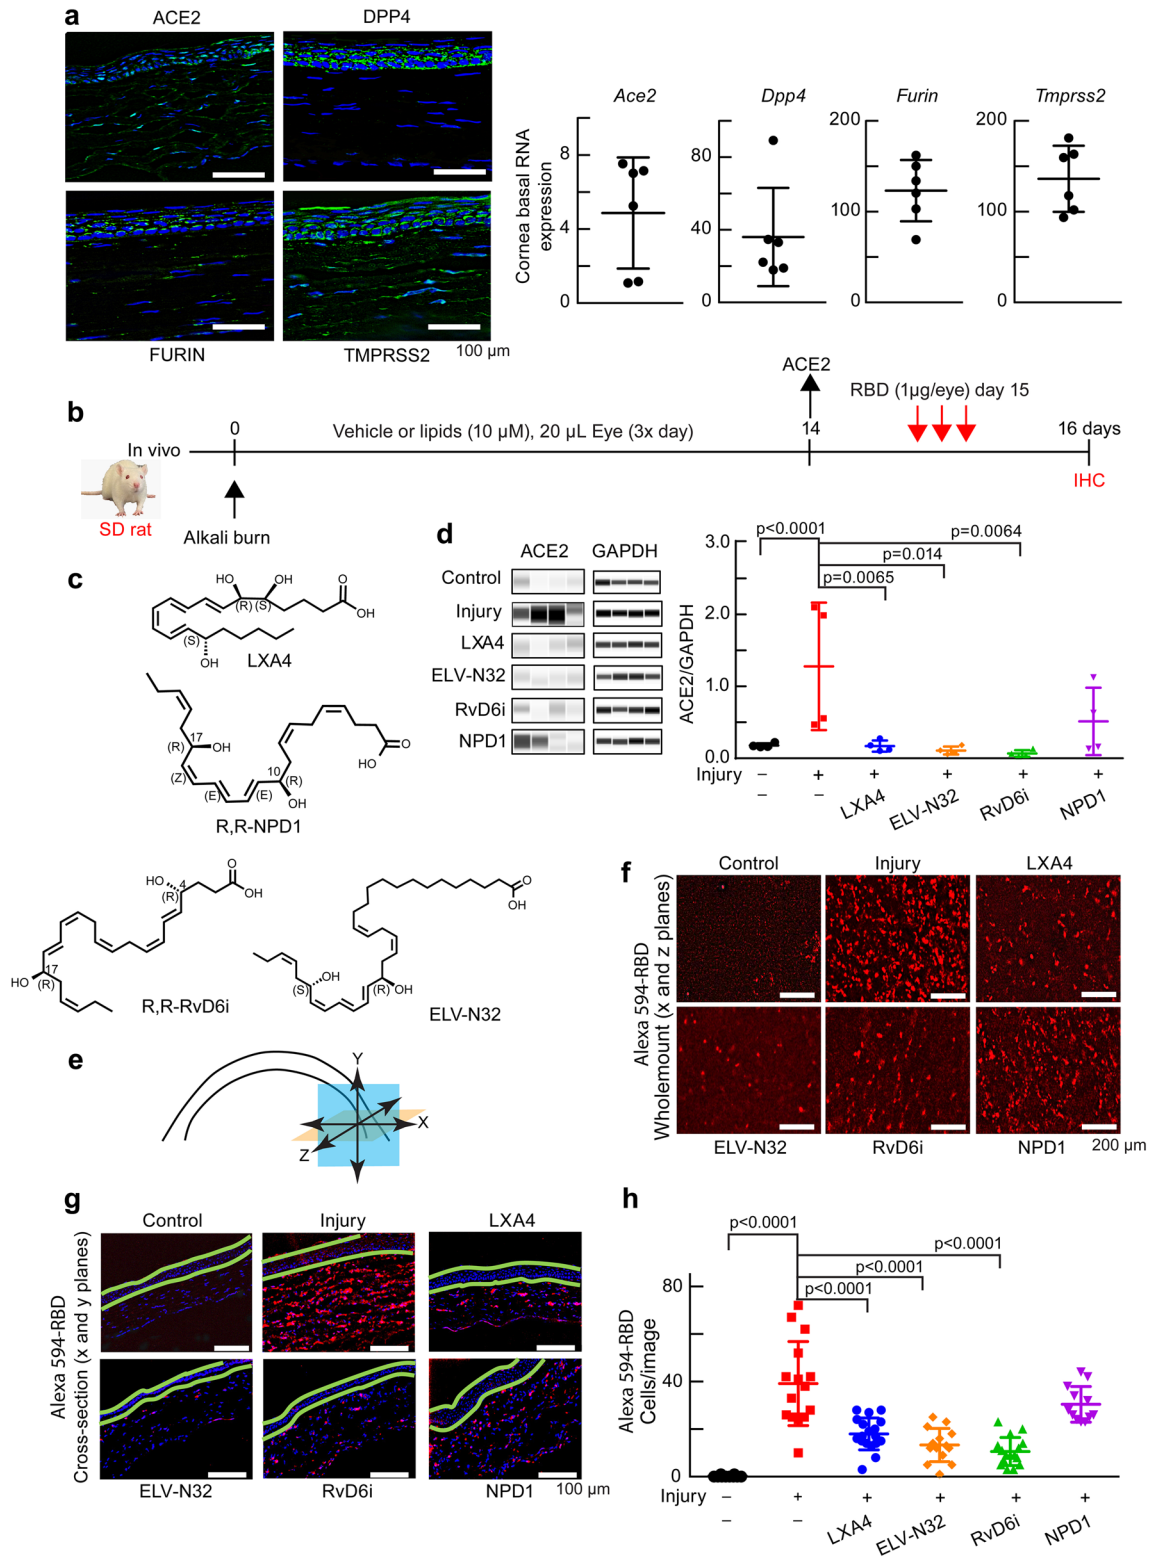 a
ACE2
DPP4
FURIN
TMPRSS2
100 µm
Cornea basal RNA
expression
Ace2
Dpp4
Furin
Tmprss2
8
4
0
80
40
0
200
100
0
200
100
0
b
In vivo
SD rat
0
Alkali burn
Vehicle or lipids (10 µM), 20 µL Eye (3x day)
ACE2
14
RBD (1µg/eye) day 15
16 days
IHC
c
HO
OH
O
OH
(R)
(S)
(S)
OH
LXA4
(R)
17
OH
(Z)
(E)
(E)
10
(R)
OH
O
HO
R,R-NPD1
HO
4
(R)
O
OH
17
HO
(R)
R,R-RvD6i
O
OH
OH
(S)
(R)
OH
ELV-N32
d
ACE2
GAPDH
Control
Injury
LXA4
ELV-N32
RvD6i
NPD1
ACE2/GAPDH
3.0
2.0
1.0
0.0
p<0.0001
p=0.0064
p=0.014
p=0.0065
Injury
– + + + + +
– – LXA4 ELV-N32 RvD6i NPD1
e
Y
X
Z
f
Alexa 594-RBD
Wholemount (x and z planes)
Control
Injury
LXA4
ELV-N32
RvD6i
NPD1
200 µm
g
Alexa 594-RBD
Cross-section (x and y planes)
Control
Injury
LXA4
ELV-N32
RvD6i
NPD1
100 µm
h
Alexa 594-RBD
Cells/image
80
40
0
p<0.0001
p<0.0001
p<0.0001
p<0.0001
Injury
– + + + + +
– – LXA4 ELV-N32 RvD6i NPD1